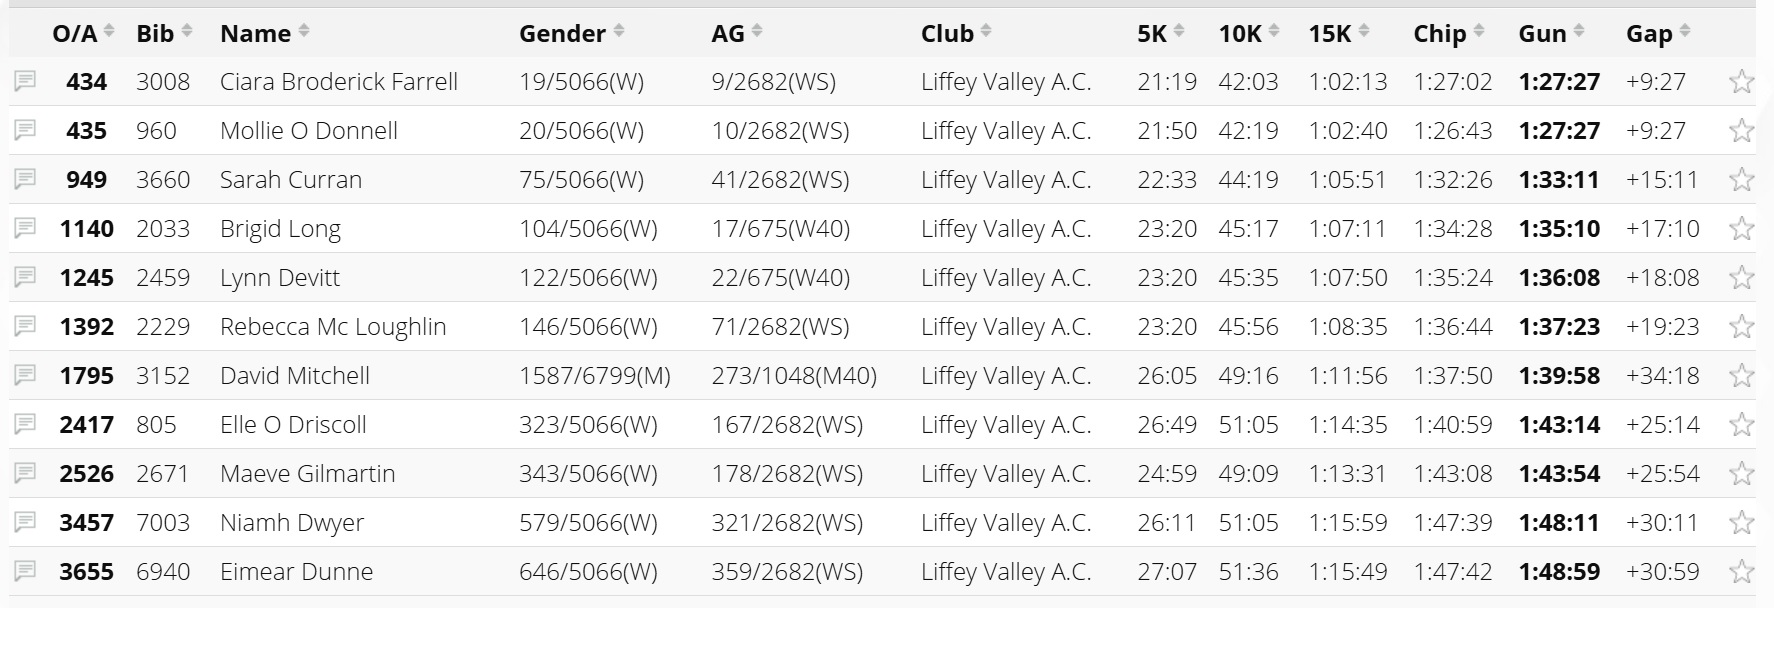 O/A Bib Name Gender AG Club 5K 10K 15K Chip Gun Gap
434 3008 Ciara Broderick Farrell 19/5066(W) 9/2682(WS) Liffey Valley A.C. 21:19 42:03 1:02:13 1:27:02 1:27:27 +9:27
435 960 Mollie O Donnell 20/5066(W) 10/2682(WS) Liffey Valley A.C. 21:50 42:19 1:02:40 1:26:43 1:27:27 +9:27
949 3660 Sarah Curran 75/5066(W) 41/2682(WS) Liffey Valley A.C. 22:33 44:19 1:05:51 1:32:26 1:33:11 +15:11
1140 2033 Brigid Long 104/5066(W) 17/675(W40) Liffey Valley A.C. 23:20 45:17 1:07:11 1:34:28 1:35:10 +17:10
1245 2459 Lynn Devitt 122/5066(W) 22/675(W40) Liffey Valley A.C. 23:20 45:35 1:07:50 1:35:24 1:36:08 +18:08
1392 2229 Rebecca Mc Loughlin 146/5066(W) 71/2682(WS) Liffey Valley A.C. 23:20 45:56 1:08:35 1:36:44 1:37:23 +19:23
1795 3152 David Mitchell 1587/6799(M) 273/1048(M40) Liffey Valley A.C. 26:05 49:16 1:11:56 1:37:50 1:39:58 +34:18
2417 805 Elle O Driscoll 323/5066(W) 167/2682(WS) Liffey Valley A.C. 26:49 51:05 1:14:35 1:40:59 1:43:14 +25:14
2526 2671 Maeve Gilmartin 343/5066(W) 178/2682(WS) Liffey Valley A.C. 24:59 49:09 1:13:31 1:43:08 1:43:54 +25:54
3457 7003 Niamh Dwyer 579/5066(W) 321/2682(WS) Liffey Valley A.C. 26:11 51:05 1:15:59 1:47:39 1:48:11 +30:11
3655 6940 Eimear Dunne 646/5066(W) 359/2682(WS) Liffey Valley A.C. 27:07 51:36 1:15:49 1:47:42 1:48:59 +30:59